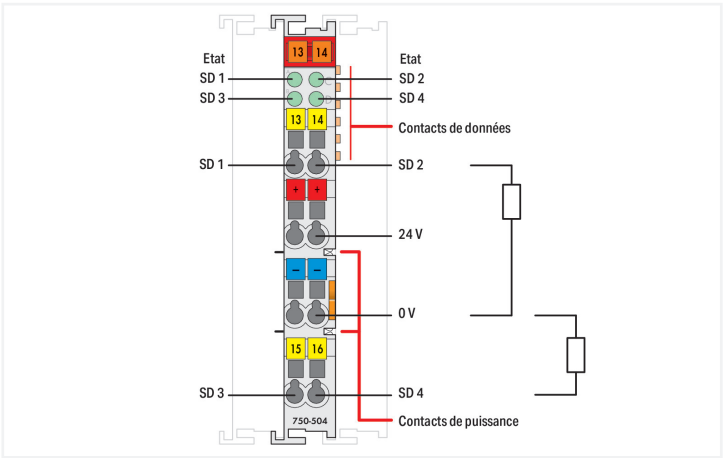 13 14
Etat
Etat
SD 1
SD 2
SD 3
SD 4
13 14
Contacts de données
SD 1
SD 2
+ +
24 V
– –
0 V
15 16
SD 3
SD 4
750-504
Contacts de puissance